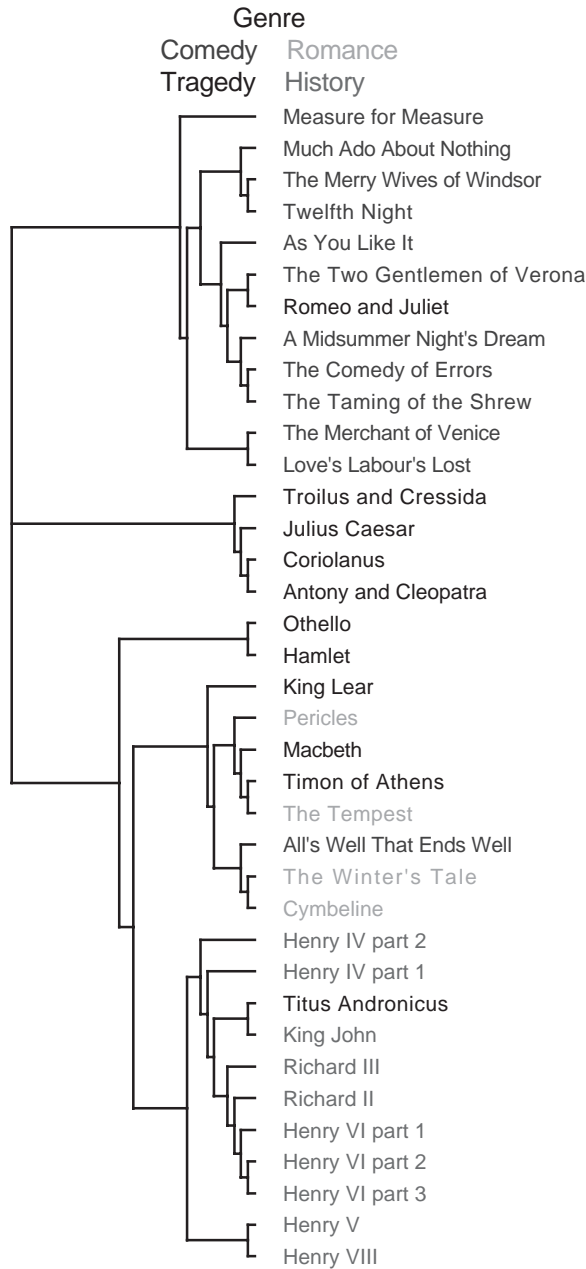 Genre
Comedy Romance
Tragedy History
Measure for Measure
Much Ado About Nothing
The Merry Wives of Windsor
Twelfth Night
As You Like It
The Two Gentlemen of Verona
Romeo and Juliet
A Midsummer Night's Dream
The Comedy of Errors
The Taming of the Shrew
The Merchant of Venice
Love's Labour's Lost
Troilus and Cressida
Julius Caesar
Coriolanus
Antony and Cleopatra
Othello
Hamlet
King Lear
Pericles
Macbeth
Timon of Athens
The Tempest
All's Well That Ends Well
The Winter's Tale
Cymbeline
Henry IV part 2
Henry IV part 1
Titus Andronicus
King John
Richard III
Richard II
Henry VI part 1
Henry VI part 2
Henry VI part 3
Henry V
Henry VIII